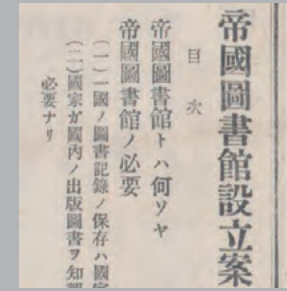 帝國圖書館設立案
目次
帝國圖書館トハ何ソヤ
帝國圖書館ノ必要
(一)一國ノ圖書記錄ノ保存ハ國家
(二)國家ガ國內ノ出版圖書ヲ知
必要ナリ